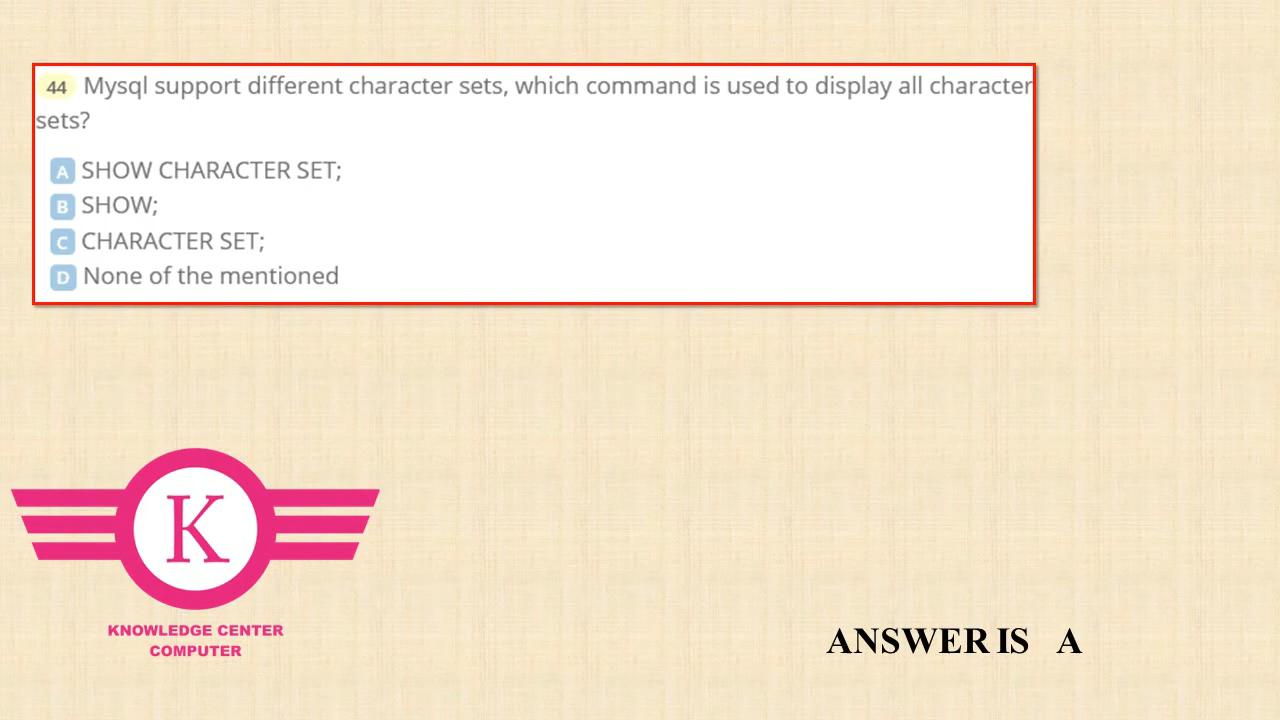 44 Mysql support different character sets, which command is used to display all character
sets?
A SHOW CHARACTER SET;
B SHOW;
C CHARACTER SET;
D None of the mentioned
K
KNOWLEDGE CENTER
COMPUTER
ANSWER IS A